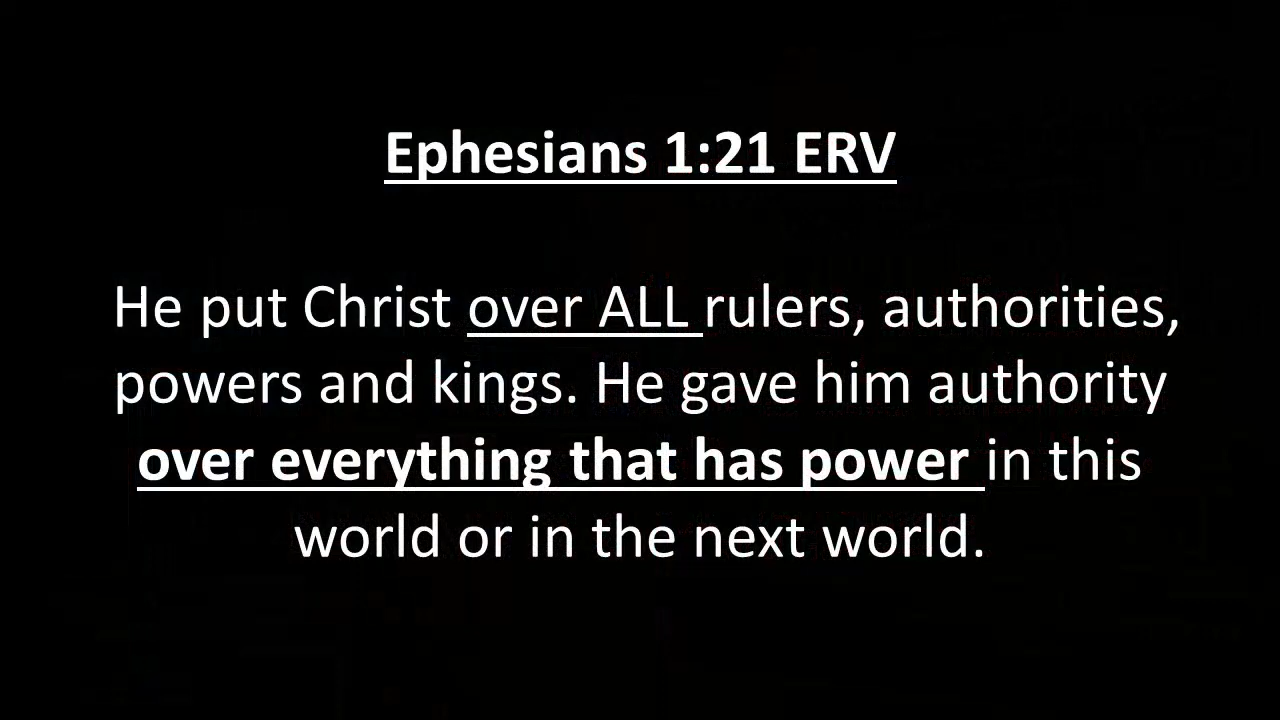 Ephesians 1:21 ERV
He put Christ over ALL rulers, authorities,
powers and kings. He gave him authority
over everything that has power in this
world or in the next world.